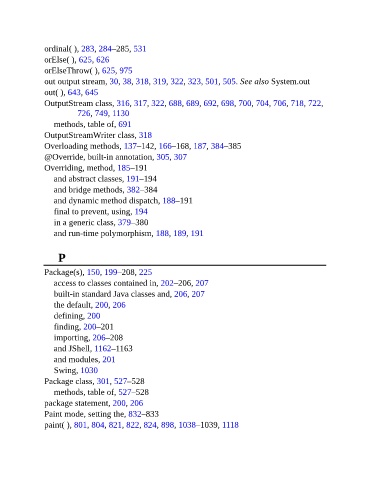 ordinal( ), 283, 284–285, 531
orElse( ), 625, 626
orElseThrow( ), 625, 975
out output stream, 30, 38, 318, 319, 322, 323, 501, 505. See also System.out
out( ), 643, 645
OutputStream class, 316, 317, 322, 688, 689, 692, 698, 700, 704, 706, 718, 722,
726, 749, 1130
methods, table of, 691
OutputStreamWriter class, 318
Overloading methods, 137–142, 166–168, 187, 384–385
@Override, built-in annotation, 305, 307
Overriding, method, 185–191
and abstract classes, 191–194
and bridge methods, 382–384
and dynamic method dispatch, 188–191
final to prevent, using, 194
in a generic class, 379–380
and run-time polymorphism, 188, 189, 191
P
Package(s), 150, 199–208, 225
access to classes contained in, 202–206, 207
built-in standard Java classes and, 206, 207
the default, 200, 206
defining, 200
finding, 200–201
importing, 206–208
and JShell, 1162–1163
and modules, 201
Swing, 1030
Package class, 301, 527–528
methods, table of, 527–528
package statement, 200, 206
Paint mode, setting the, 832–833
paint( ), 801, 804, 821, 822, 824, 898, 1038–1039, 1118